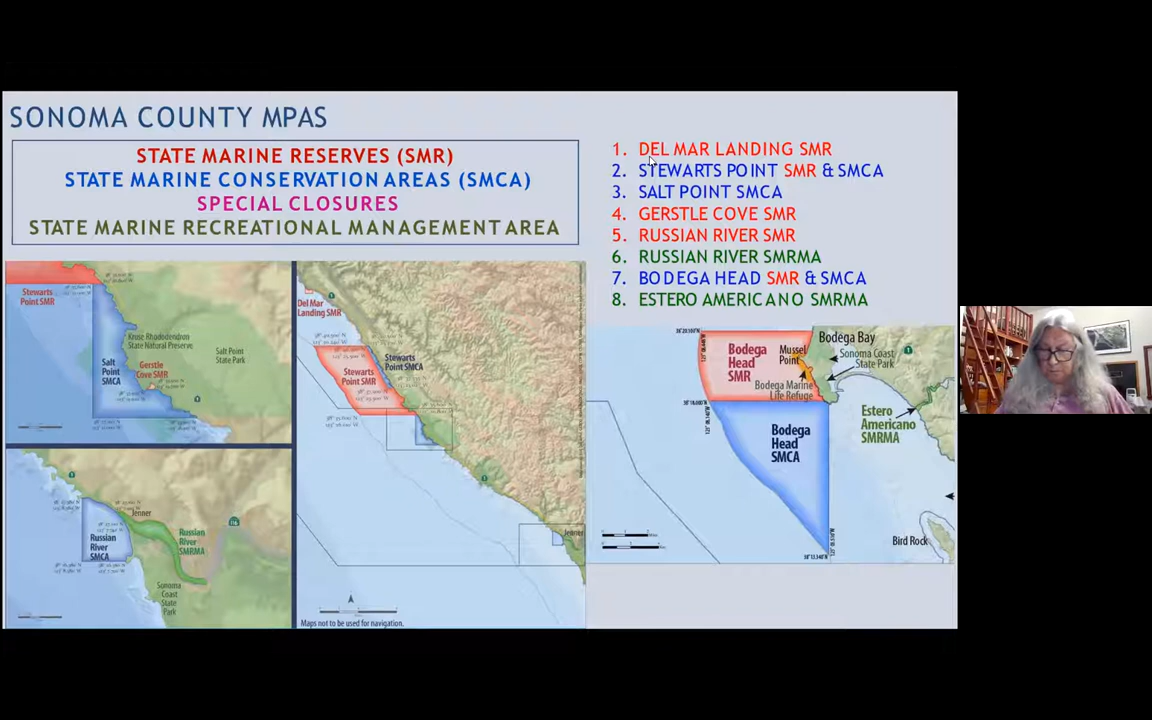 SONOMA COUNTY MPAS
STATE MARINE RESERVES (SMR)
STATE MARINE CONSERVATION AREAS (SMCA)
SPECIAL CLOSURES
STATE MARINE RECREATIONAL MANAGEMENT AREA
1. DEL MAR LANDING SMR
2. STEWARTS POINT SMR & SMCA
3. SALT POINT SMCA
4. GERSTLE COVE SMR
5. RUSSIAN RIVER SMR
6. RUSSIAN RIVER SMRMA
7. BODEGA HEAD SMR & SMCA
8. ESTERO AMERICANO SMRMA
Stewarts
Point SMR
Kruse Rhododendron
State Natural Preserve
Salt
Point
SMCA
Gerstle
Cove SMR
Salt Point
State Park
Del Mar
Landing SMR
Stewarts
Point SMCA
Stewarts
Point SMR
Jenner
Maps not to be used for navigation.
Jenner
Russian
River
SMCA
Russian
River
SMRMA
116
Sonoma
Coast
State
Park
Bodega
Head
SMR
Mussel
Point
Bodega Bay
Sonoma Coast
State Park
1
Bodega Marine
Life Refuge
Bodega
Head
SMCA
Estero
Americano
SMRMA
Bird Rock